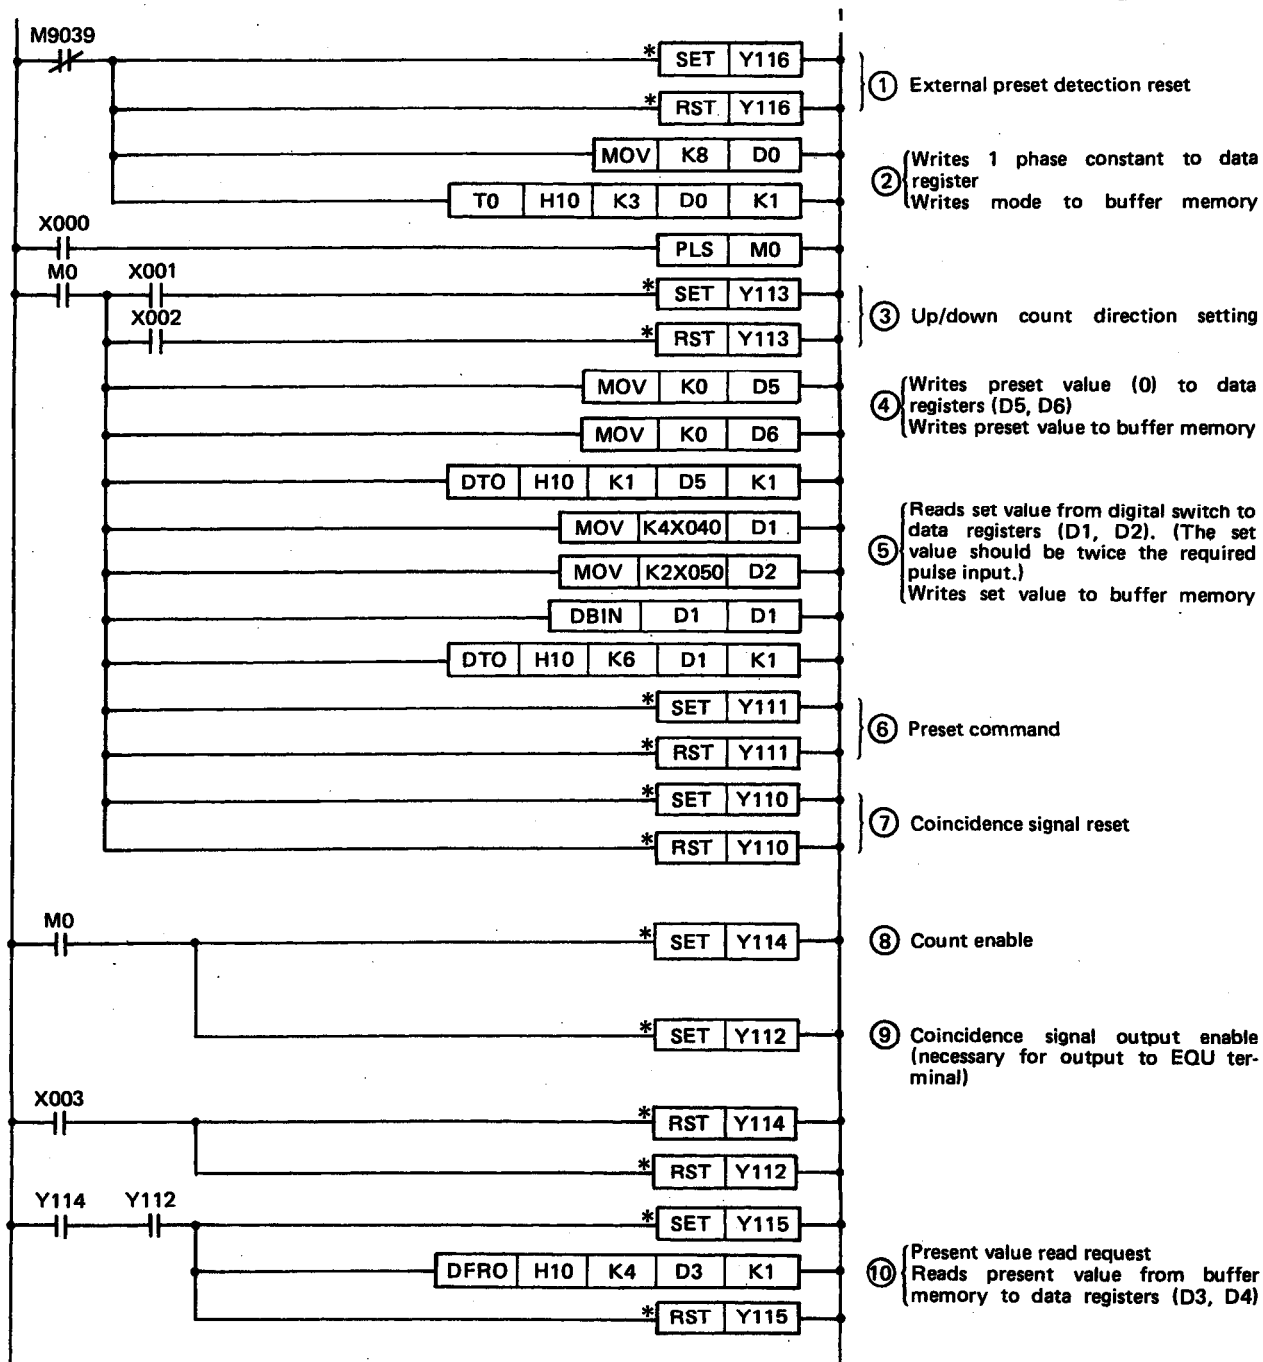 M9039
* SET Y116
① External preset detection reset
* RST Y116
MOV K8 D0
② Writes 1 phase constant to data
register
Writes mode to buffer memory
T0 H10 K3 D0 K1
X000
PLS M0
M0 X001
* SET Y113
③ Up/down count direction setting
X002
* RST Y113
MOV K0 D5
④ Writes preset value (0) to data
registers (D5, D6)
Writes preset value to buffer memory
MOV K0 D6
DTO H10 K1 D5 K1
⑤ Reads set value from digital switch to
data registers (D1, D2). (The set
value should be twice the required
pulse input.)
Writes set value to buffer memory
MOV K4X040 D1
MOV K2X050 D2
DBIN D1 D1
DTO H10 K6 D1 K1
* SET Y111
⑥ Preset command
* RST Y111
* SET Y110
⑦ Coincidence signal reset
* RST Y110
M0
* SET Y114
⑧ Count enable
* SET Y112
⑨ Coincidence signal output enable
(necessary for output to EQU ter-
minal)
X003
* RST Y114
* RST Y112
Y114 Y112
* SET Y115
DFRO H10 K4 D3 K1
⑩ Present value read request
Reads present value from buffer
memory to data registers (D3, D4)
* RST Y115